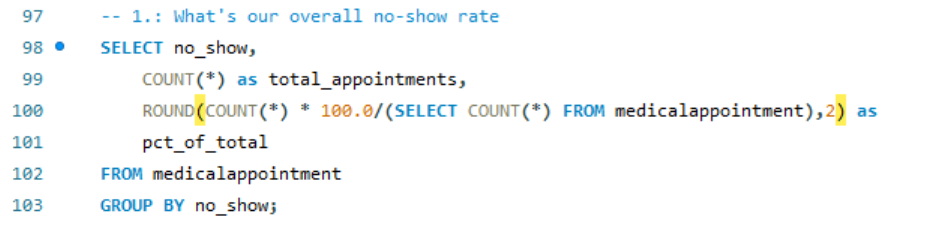 97 -- 1.: What's our overall no-show rate
98 SELECT no_show,
99 COUNT(*) as total_appointments,
100 ROUND(COUNT(*) * 100.0/(SELECT COUNT(*) FROM medicalappointment),2) as
101 pct_of_total
102 FROM medicalappointment
103 GROUP BY no_show;